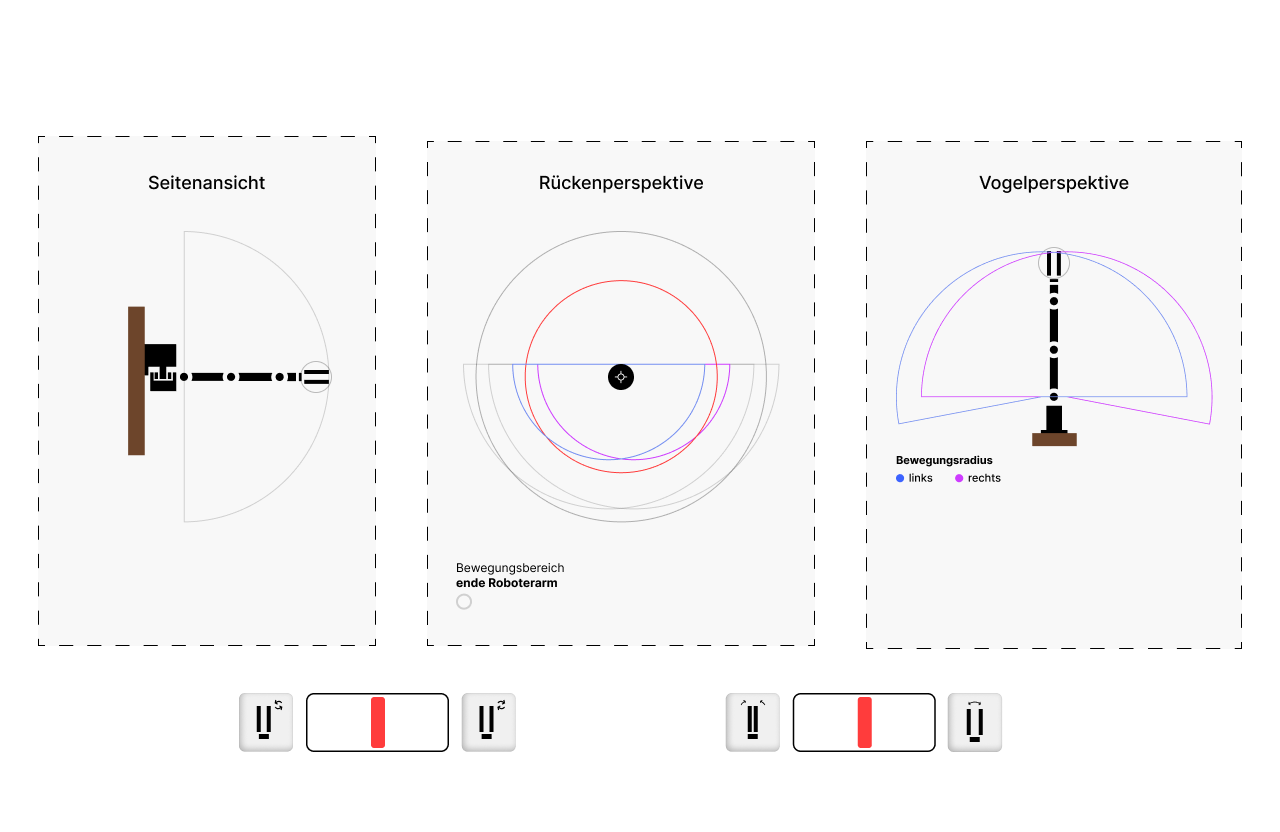 Seitenansicht
Rückenperspektive
Vogelperspektive
Bewegungsradius
links
rechts
Bewegungsbereich
ende Roboterarm